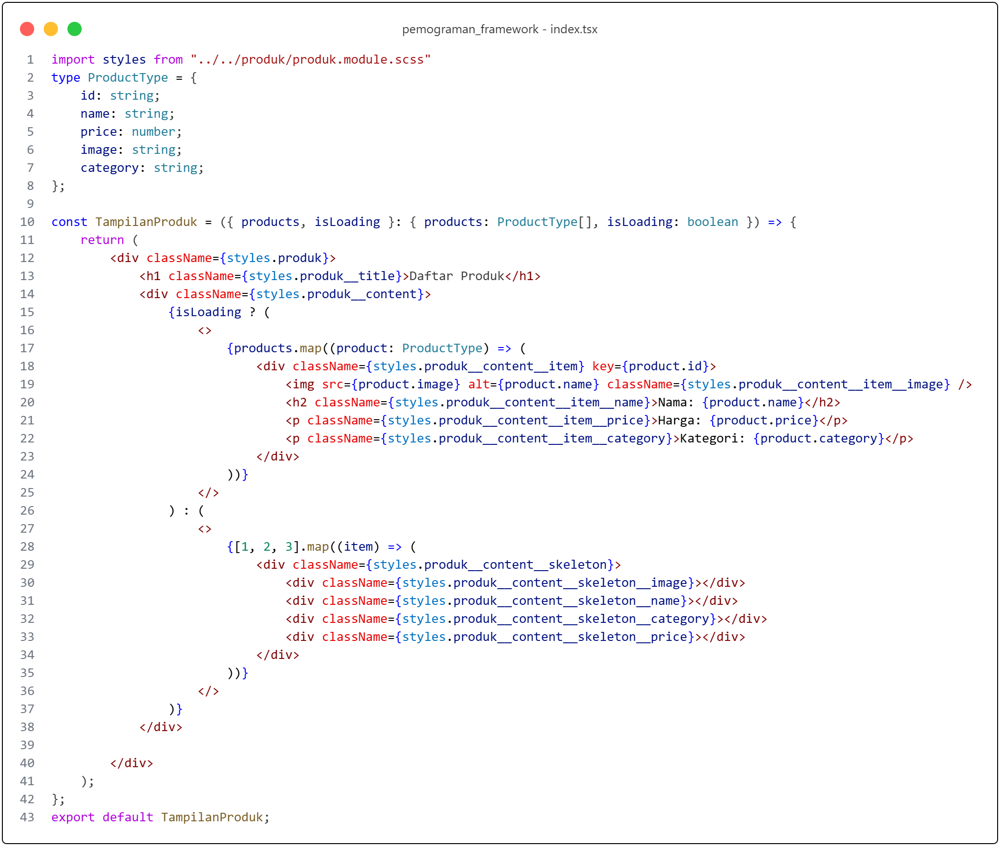 pemograman_framework - index.tsx
1 import styles from "../../produk/produk.module.scss"
2 type ProductType = {
3     id: string;
4     name: string;
5     price: number;
6     image: string;
7     category: string;
8 };
9
10 const TampilanProduk = ({ products, isLoading }: { products: ProductType[], isLoading: boolean }) => {
11     return (
12         <div className={styles.produk}>
13             <h1 className={styles.produk__title}>Daftar Produk</h1>
14             <div className={styles.produk__content}>
15                 {isLoading ? (
16                     <>
17                         {products.map((product: ProductType) => (
18                             <div className={styles.produk__content__item} key={product.id}>
19                                 <img src={product.image} alt={product.name} className={styles.produk__content__item__image} />
20                                 <h2 className={styles.produk__content__item__name}>Nama: {product.name}</h2>
21                                 <p className={styles.produk__content__item__price}>Harga: {product.price}</p>
22                                 <p className={styles.produk__content__item__category}>Kategori: {product.category}</p>
23                             </div>
24                         ))}
25                     </>
26                 ) : (
27                     <>
28                         {[1, 2, 3].map((item) => (
29                             <div className={styles.produk__content__skeleton}>
30                                 <div className={styles.produk__content__skeleton__image}></div>
31                                 <div className={styles.produk__content__skeleton__name}></div>
32                                 <div className={styles.produk__content__skeleton__category}></div>
33                                 <div className={styles.produk__content__skeleton__price}></div>
34                             </div>
35                         ))}
36                     </>
37                 )}
38             </div>
39
40         </div>
41     );
42 };
43 export default TampilanProduk;